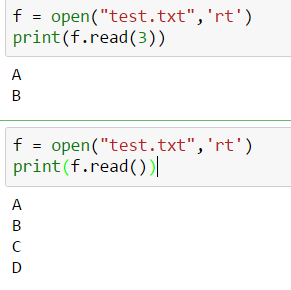 f = open("test.txt",'rt')
print(f.read(3))
A
B
f = open("test.txt",'rt')
print(f.read())
A
B
C
D